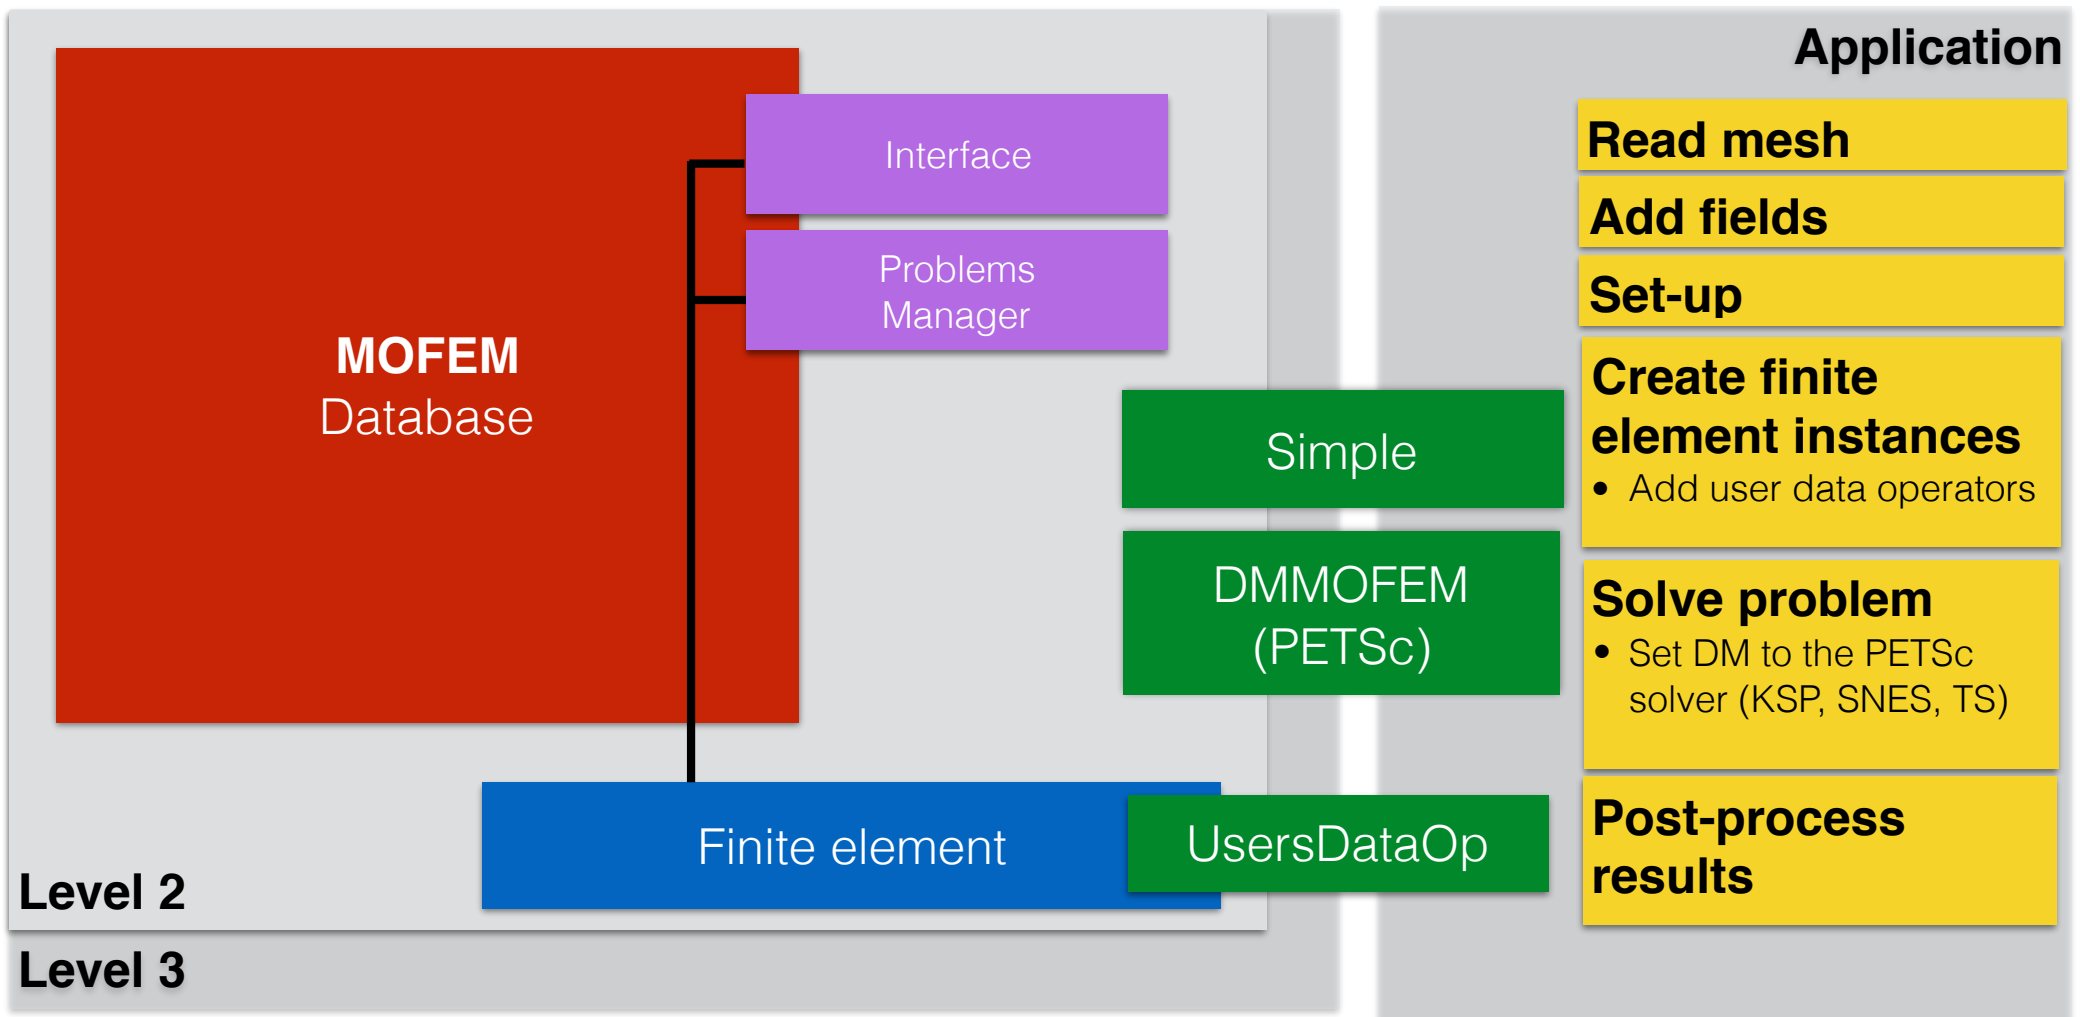 MOFEM
Database
Interface
Problems
Manager
Simple
DMMOFEM
(PETSc)
Finite element
UsersDataOp
Level 2
Level 3
Application
Read mesh
Add fields
Set-up
Create finite
element instances
• Add user data operators
Solve problem
• Set DM to the PETSc
solver (KSP, SNES, TS)
Post-process
results